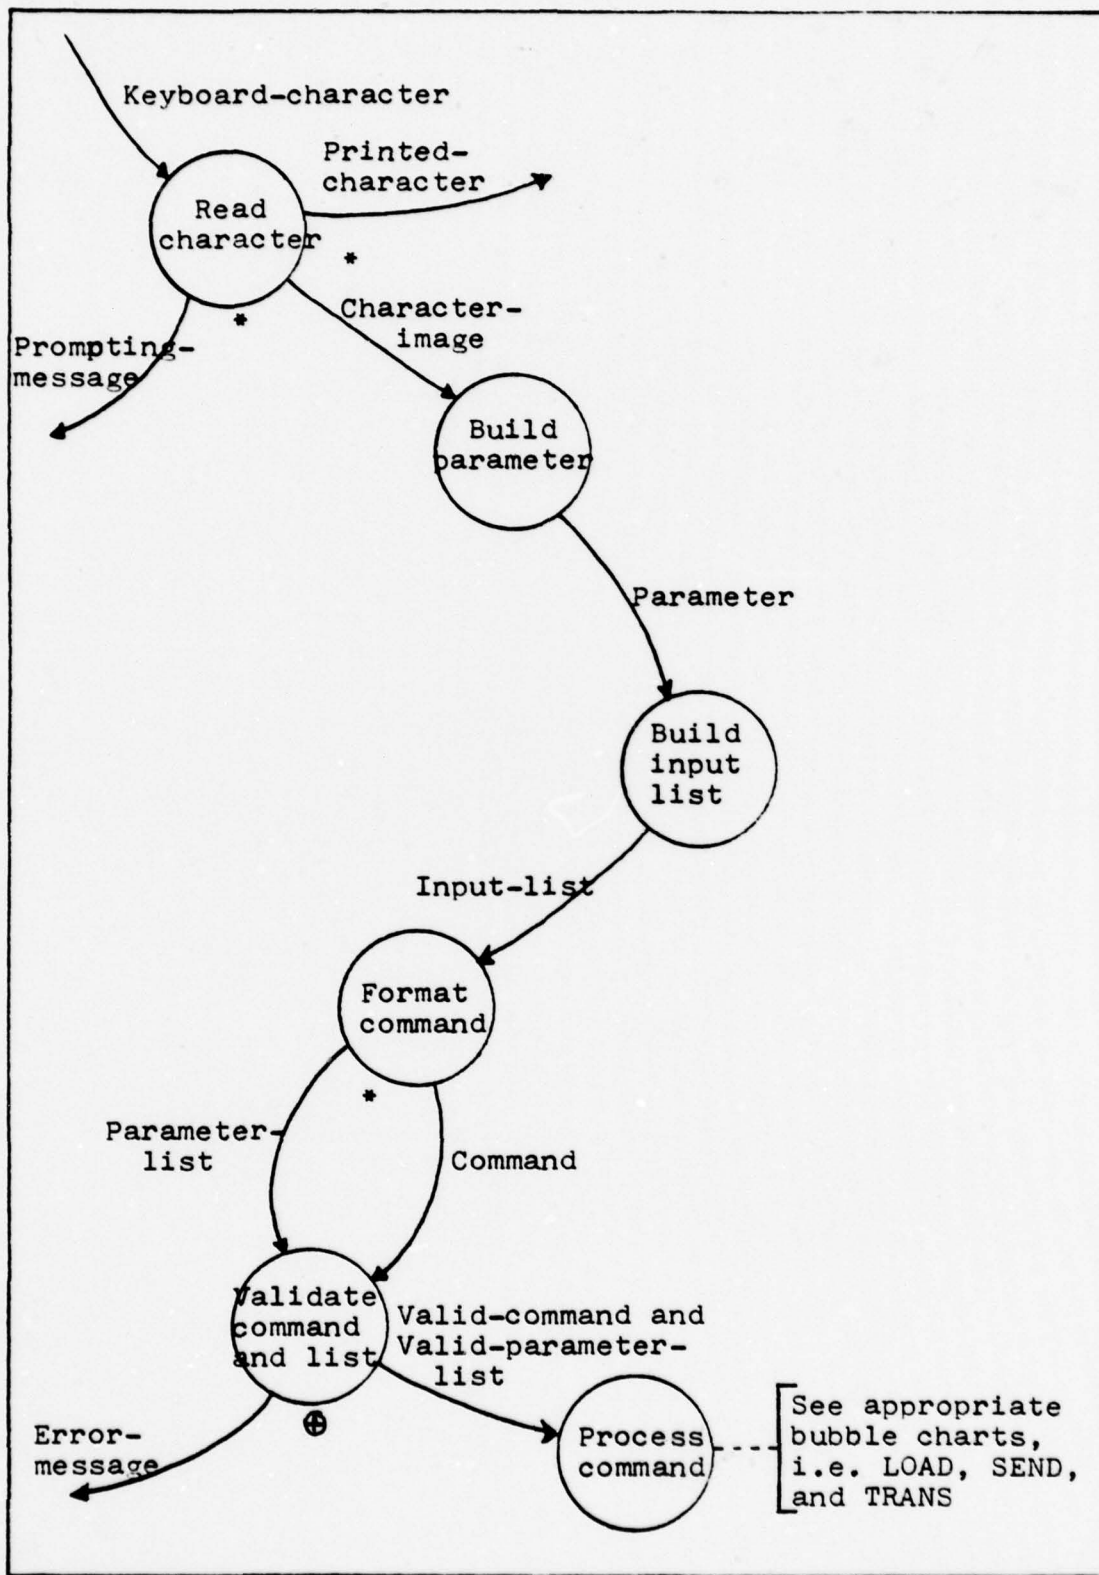 Keyboard-character
Printed-
character
Read
character
*
*
Character-
image
Prompting-
message
Build
parameter
Parameter
Build
input
list
Input-list
Format
command
*
Parameter-
list
Command
Validate
command
and list
Valid-command and
Valid-parameter-
list
⊕
Error-
message
Process
command
See appropriate
bubble charts,
i.e. LOAD, SEND,
and TRANS